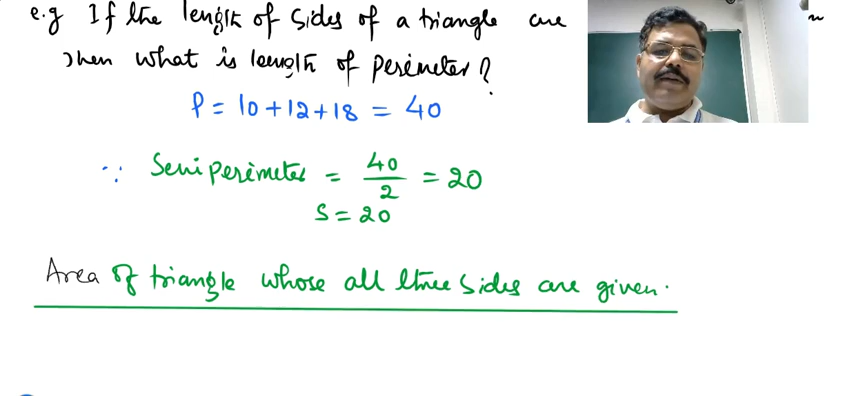 e.g If the length of sides of a triangle are
Then what is length of perimeter?
P = 10 + 12 + 18 = 40
∵ Semiperimeter = 40/2 = 20
S = 20
Area of triangle whose all three sides are given.